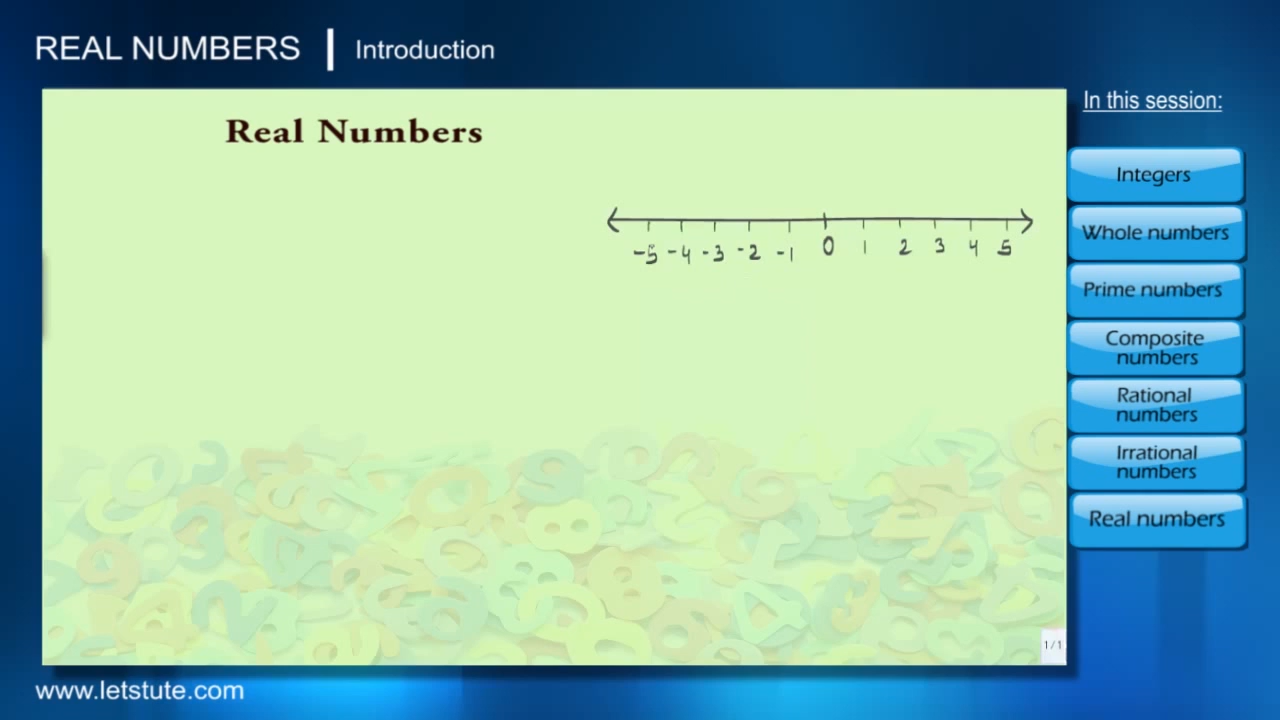 REAL NUMBERS | Introduction
In this session:
Real Numbers
-5 -4 -3 -2 -1 0 1 2 3 4 5
Integers
Whole numbers
Prime numbers
Composite
numbers
Rational
numbers
Irrational
numbers
Real numbers
1/1
www.letstute.com